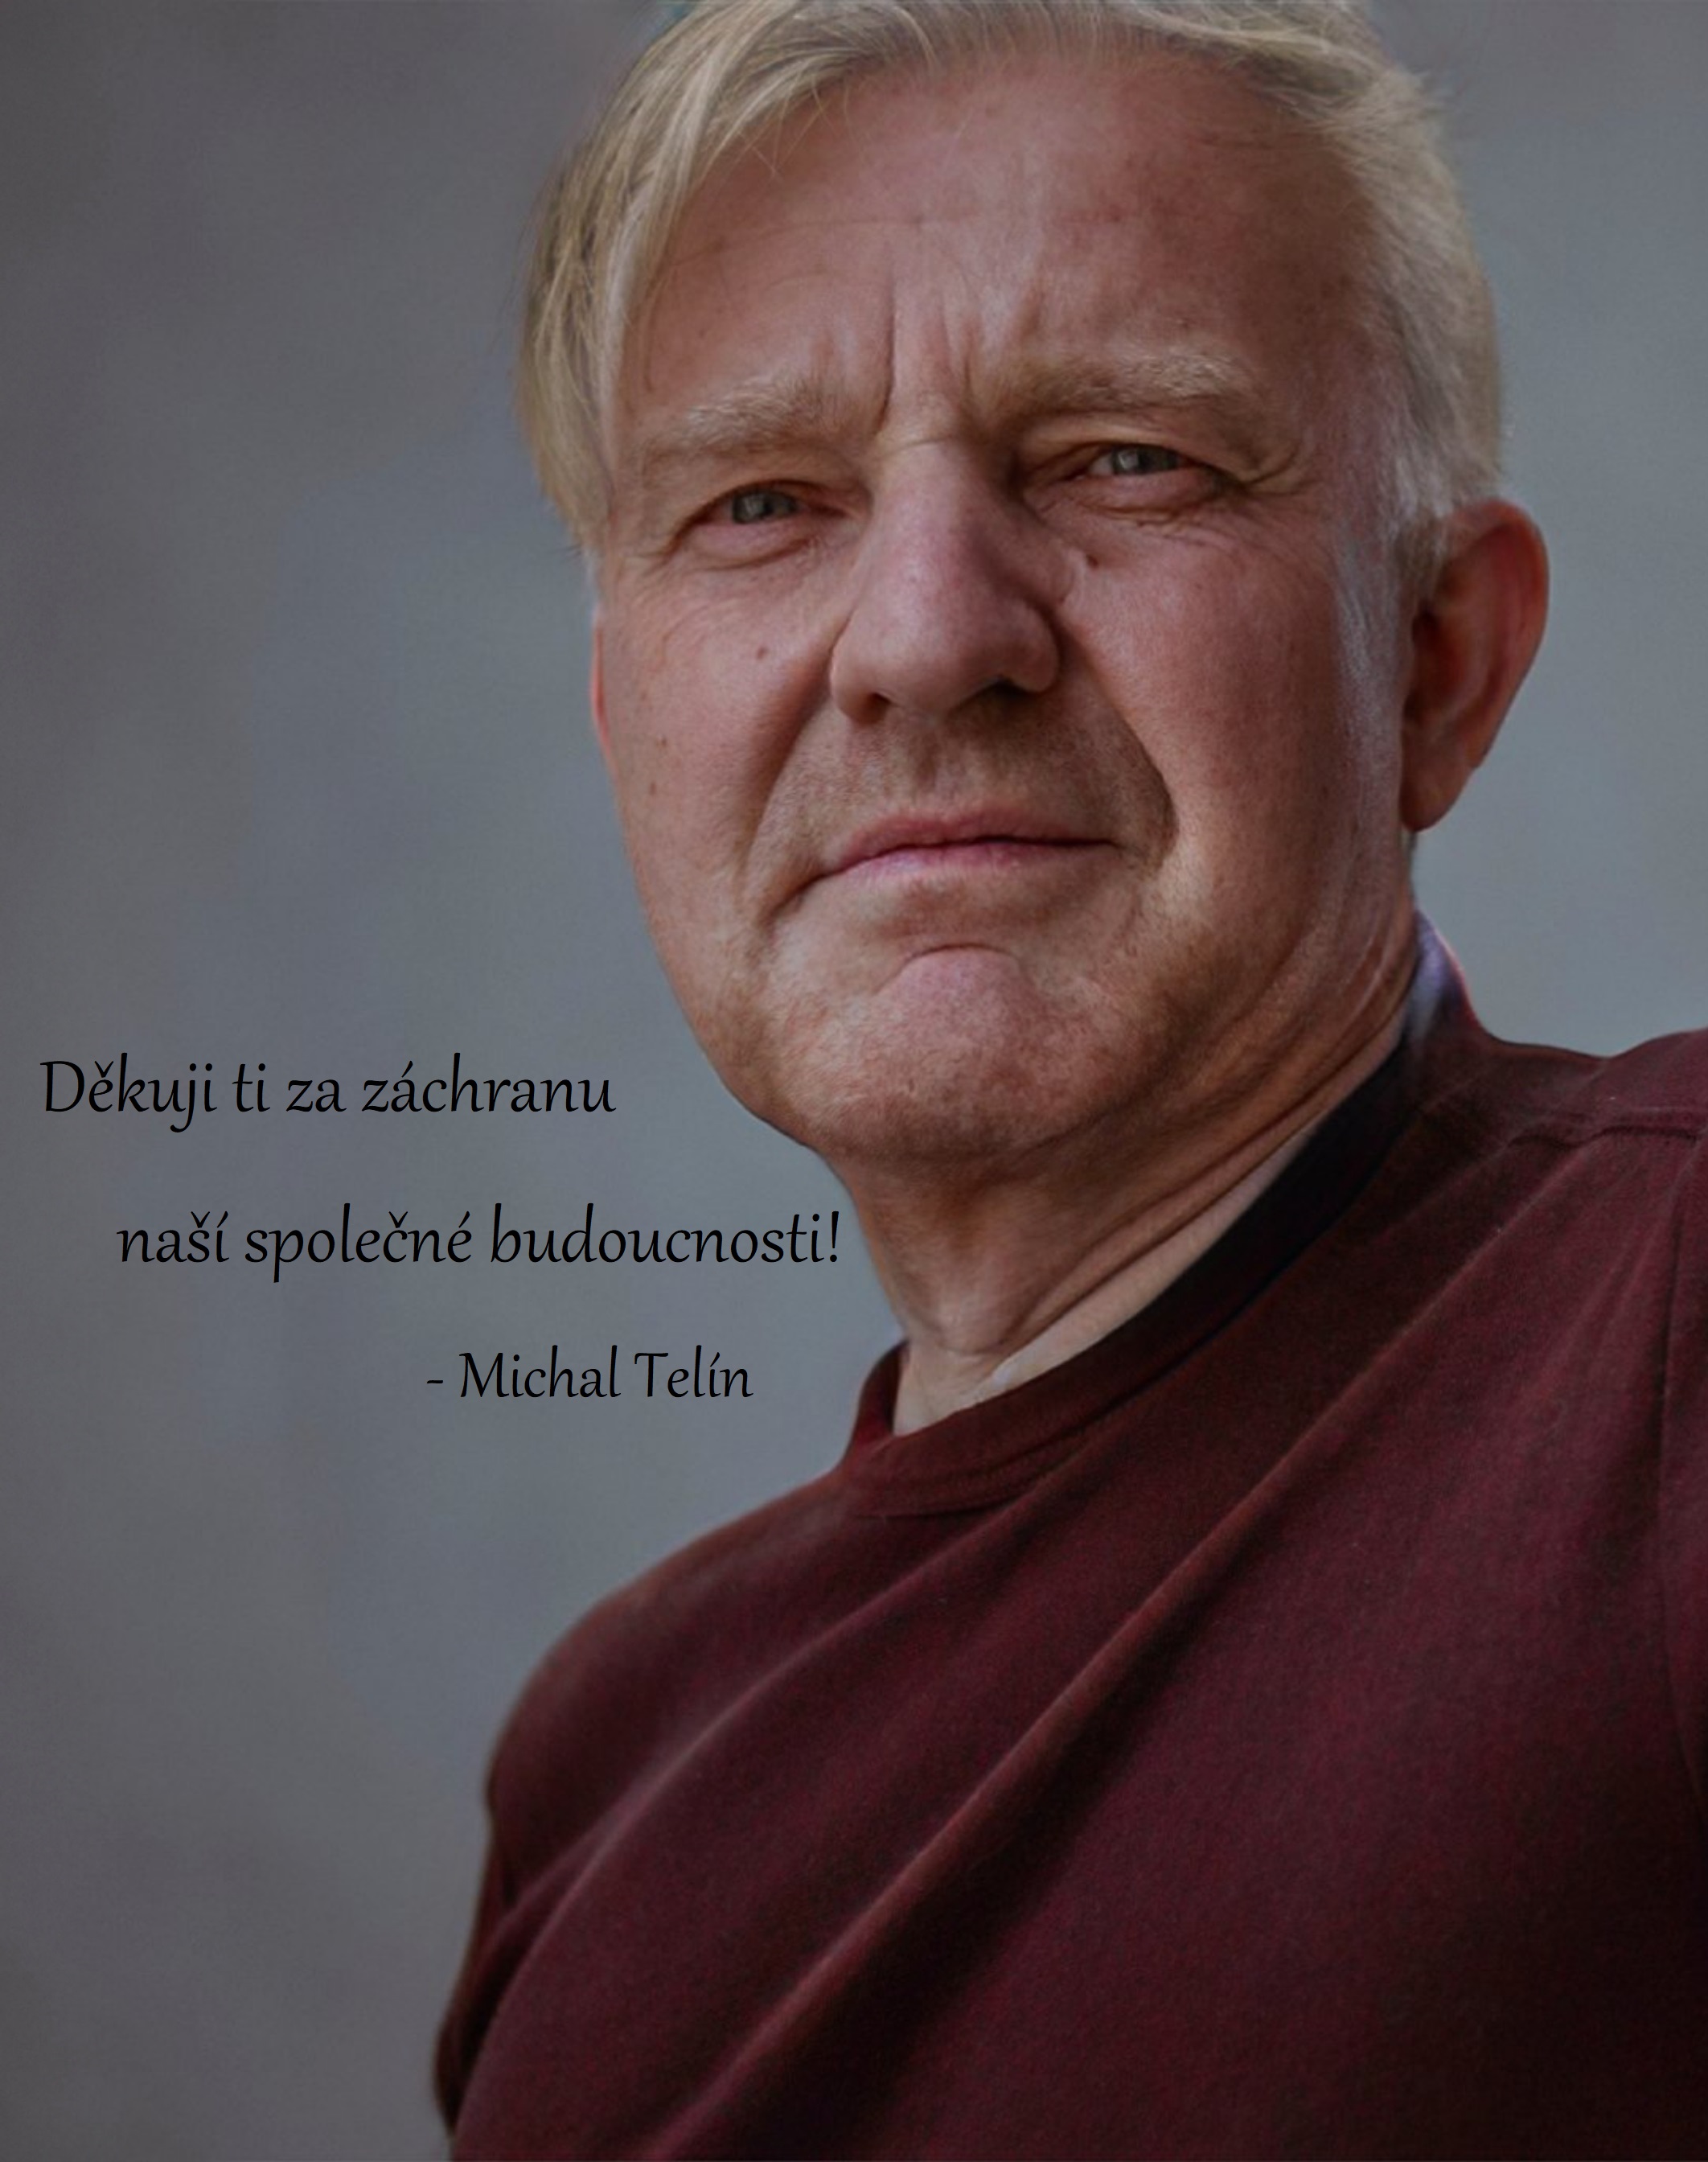 Děkuji ti za záchranu
naší společné budoucnosti!
- Michal Telín